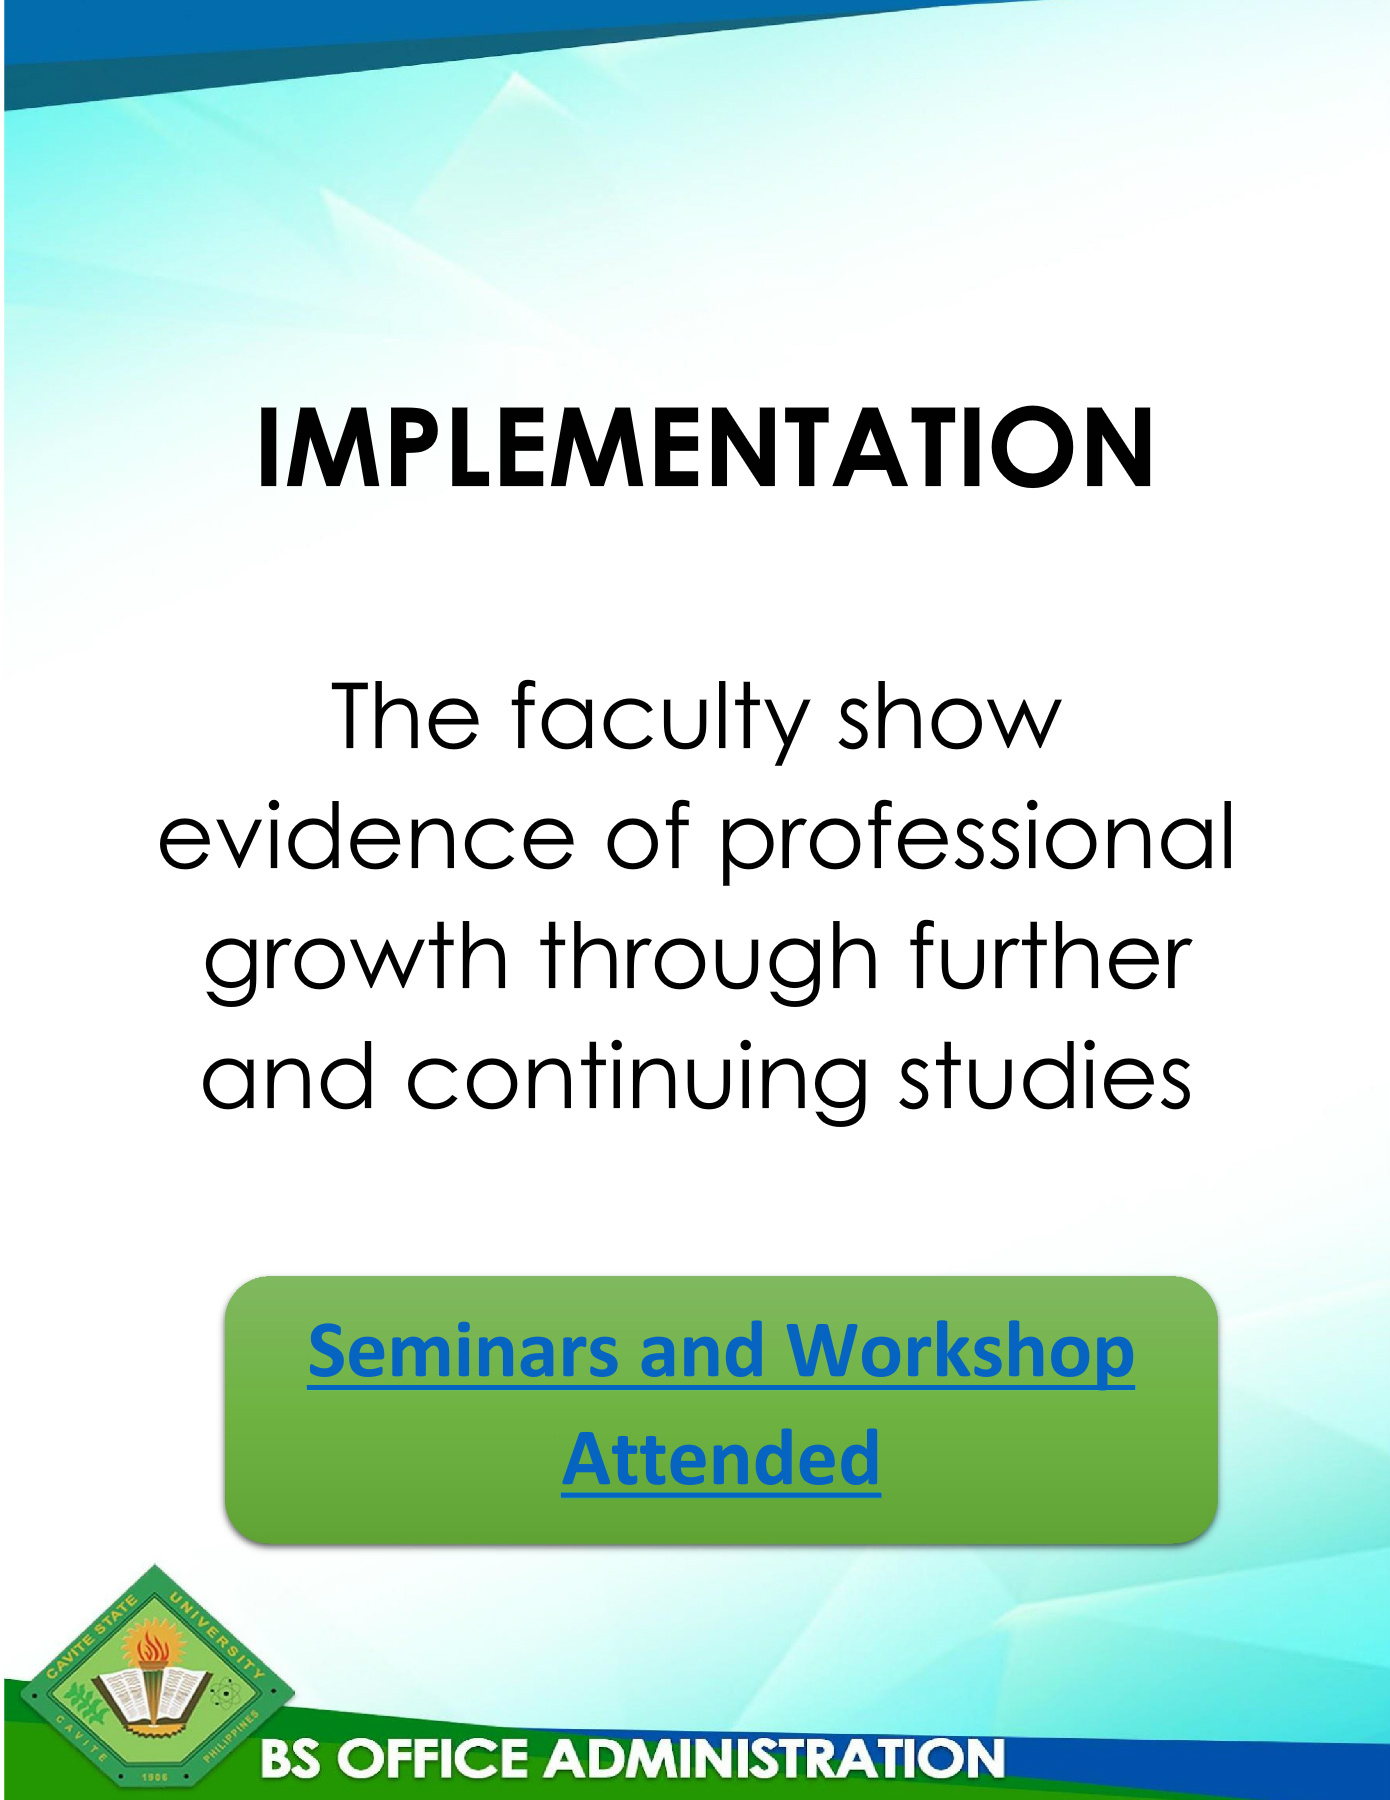 IMPLEMENTATION
The faculty show
evidence of professional
growth through further
and continuing studies
Seminars and Workshop
Attended
CAVITE STATE UNIVERSITY
CAVITE PHILIPPINES
1906
BS OFFICE ADMINISTRATION